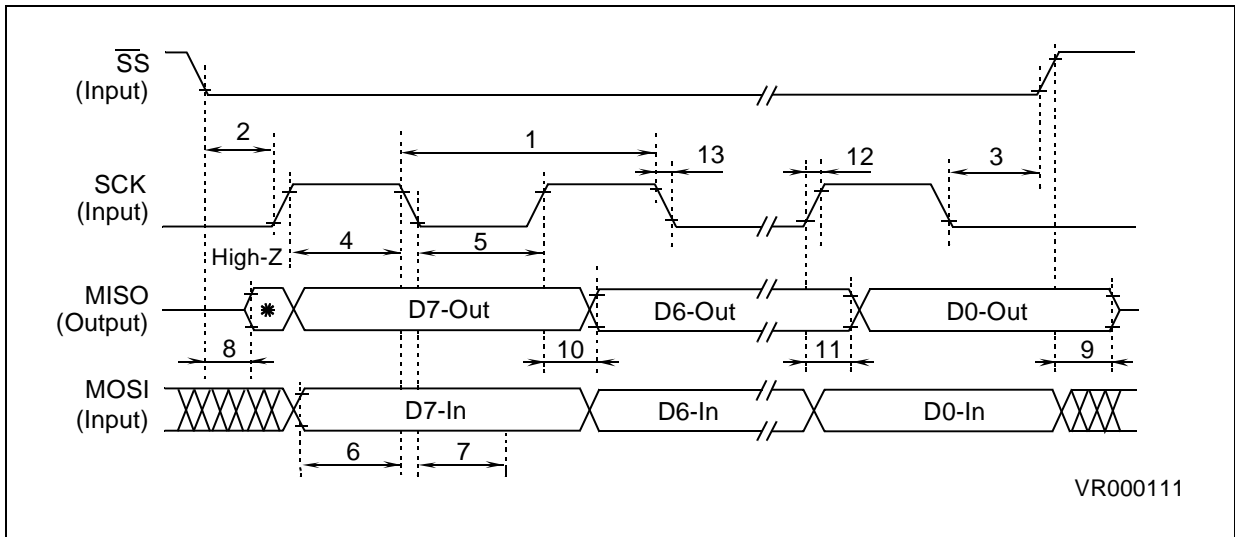 SS
(Input)
2
1
13
12
3
SCK
(Input)
High-Z
4
5
MISO
(Output)
*
D7-Out
D6-Out
D0-Out
8
10
11
9
MOSI
(Input)
D7-In
D6-In
D0-In
6
7
VR000111